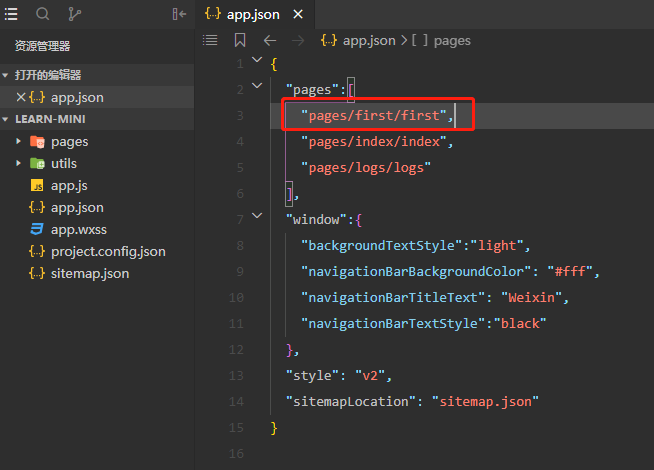 app.json ×
资源管理器
app.json > [ ] pages
打开的编辑器
× {..} app.json
LEARN-MINI
pages
utils
JS app.js
{..} app.json
app.wxss
{..} project.config.json
{..} sitemap.json
1 {
2 "pages":[
3 "pages/first/first",
4 "pages/index/index",
5 "pages/logs/logs"
6 ],
7 "window":{
8 "backgroundTextStyle":"light",
9 "navigationBarBackgroundColor": "#fff",
10 "navigationBarTitleText": "Weixin",
11 "navigationBarTextStyle":"black"
12 },
13 "style": "v2",
14 "sitemapLocation": "sitemap.json"
15 }
16